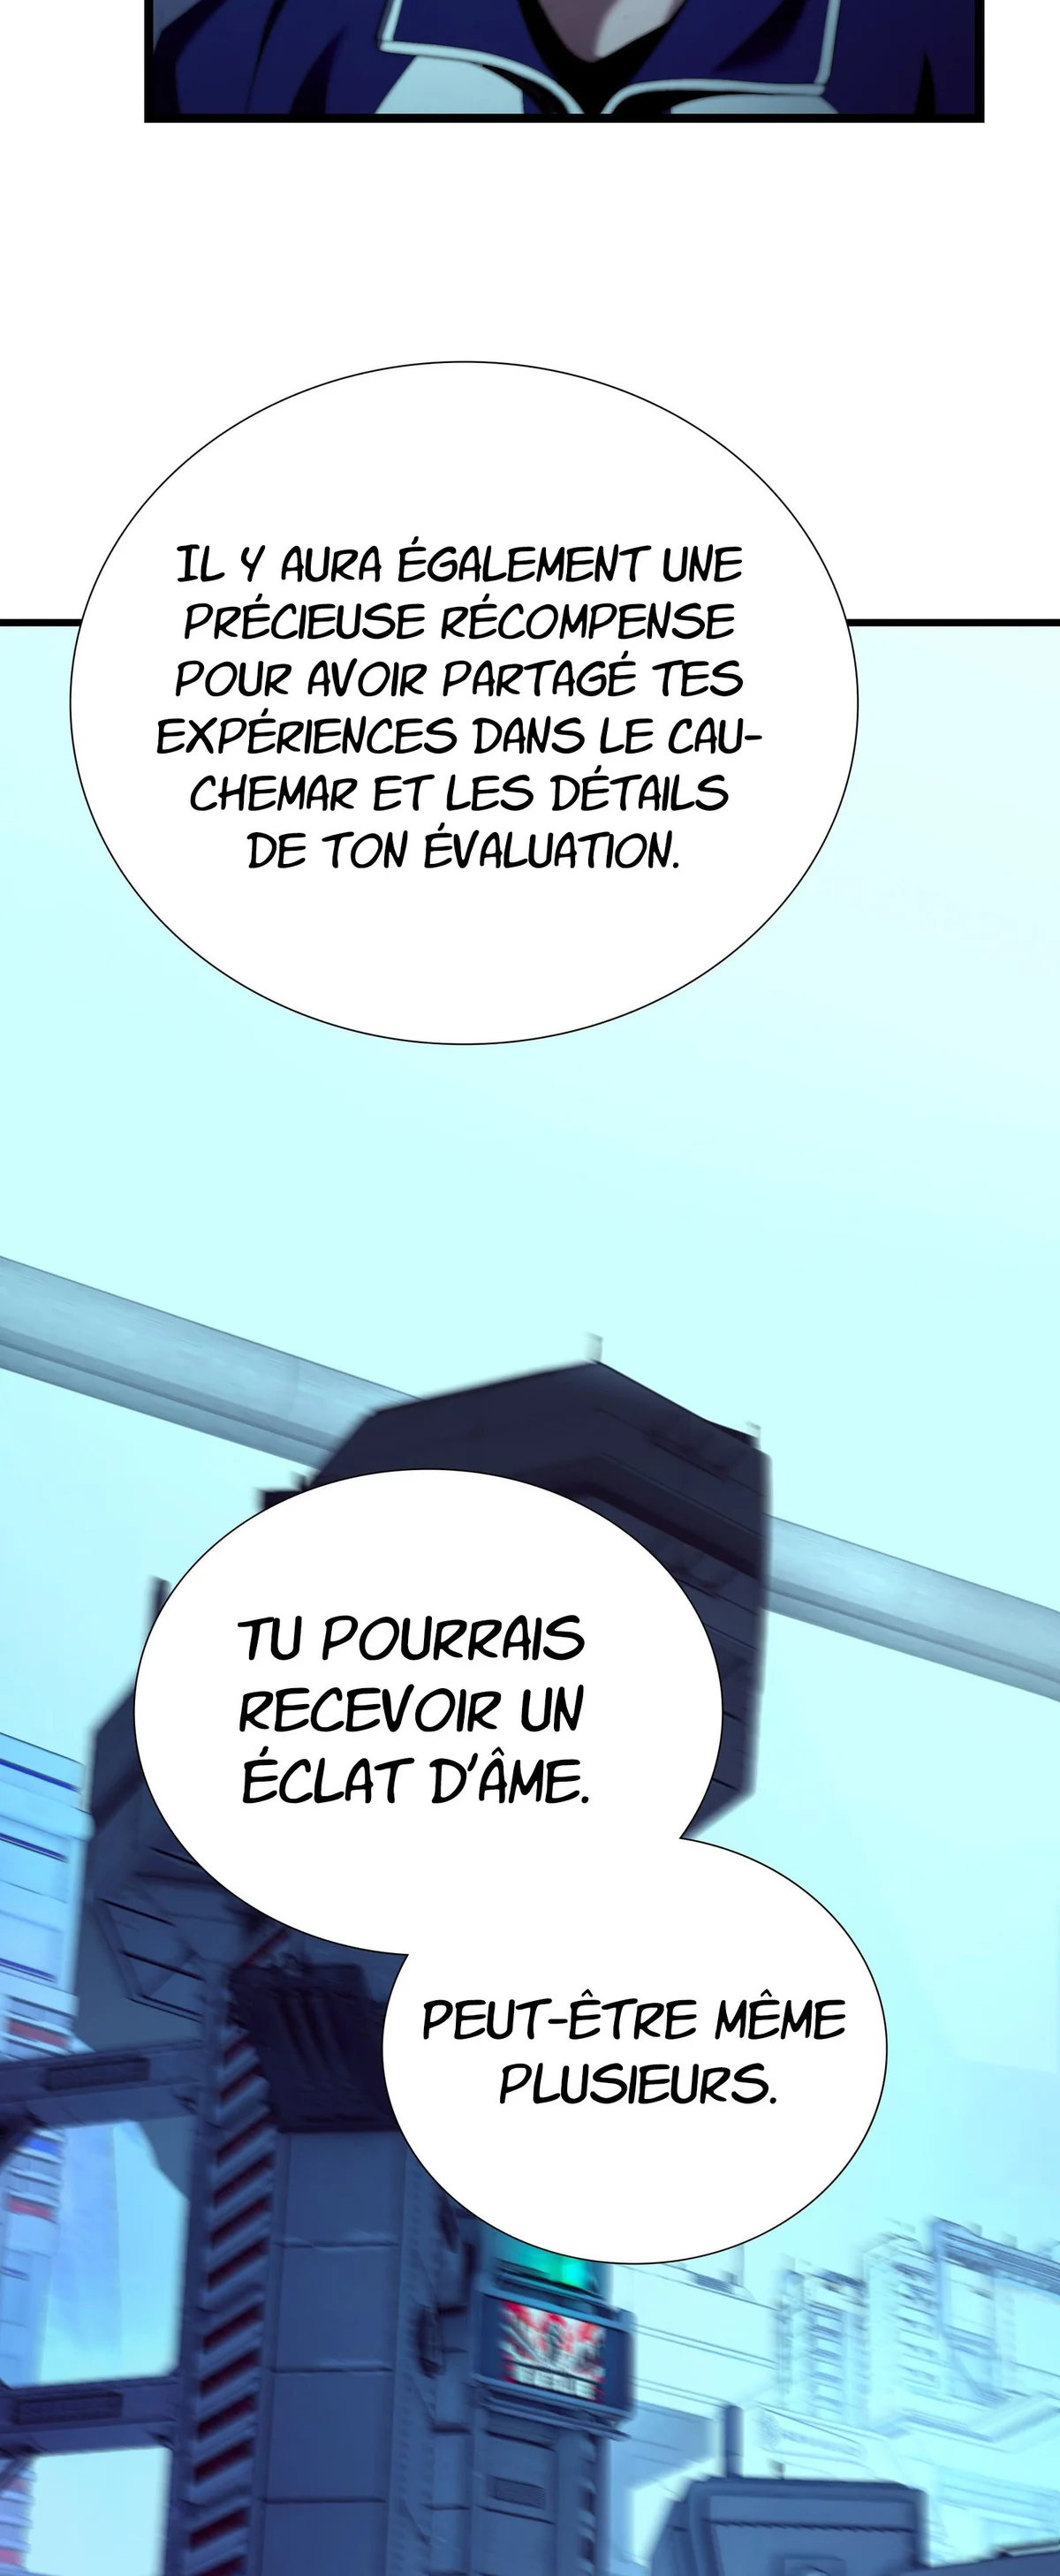 IL Y AURA ÉGALEMENT UNE
PRÉCIEUSE RÉCOMPENSE
POUR AVOIR PARTAGÉ TES
EXPÉRIENCES DANS LE CAU-
CHEMAR ET LES DÉTAILS
DE TON ÉVALUATION.
TU POURRAIS
RECEVOIR UN
ÉCLAT D'ÂME.
PEUT-ÊTRE MÊME
PLUSIEURS.